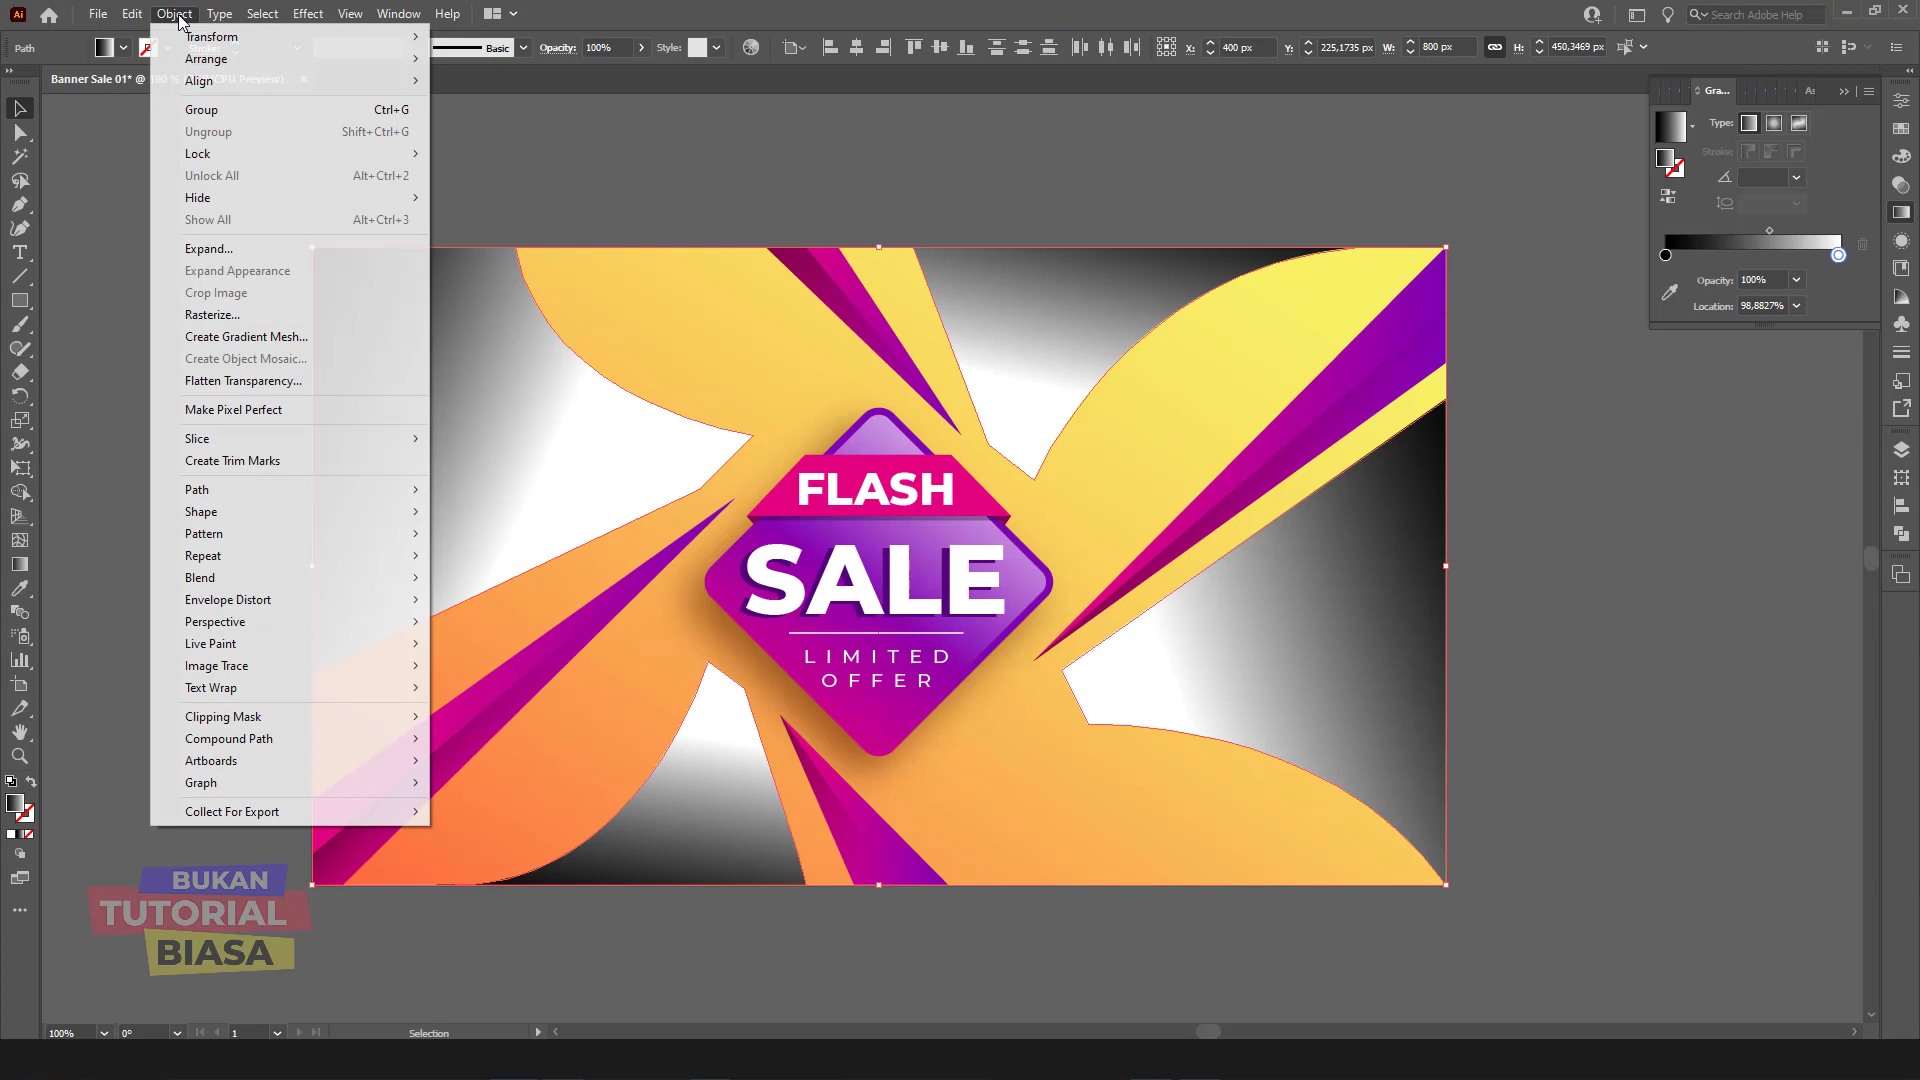 Ai File Edit Object Type Select Effect View Window Help Search Adobe Help
Path Basic Opacity: 100% Style: X: 400 px Y: 225,1735 px W: 800 px H: 450,3469 px
Banner Sale 01* @
Transform
Arrange
Align
Group Ctrl+G
Ungroup Shift+Ctrl+G
Lock
Unlock All Alt+Ctrl+2
Hide
Show All Alt+Ctrl+3
Expand...
Expand Appearance
Crop Image
Rasterize...
Create Gradient Mesh...
Create Object Mosaic...
Flatten Transparency...
Make Pixel Perfect
Slice
Create Trim Marks
Path
Shape
Pattern
Repeat
Blend
Envelope Distort
Perspective
Live Paint
Image Trace
Text Wrap
Clipping Mask
Compound Path
Artboards
Graph
Collect For Export
FLASH
SALE
LIMITED
OFFER
Gra... As
Type:
Stroke:
Opacity: 100%
Location: 98,8827%
BUKAN
TUTORIAL
BIASA
100% 0° 1 Selection